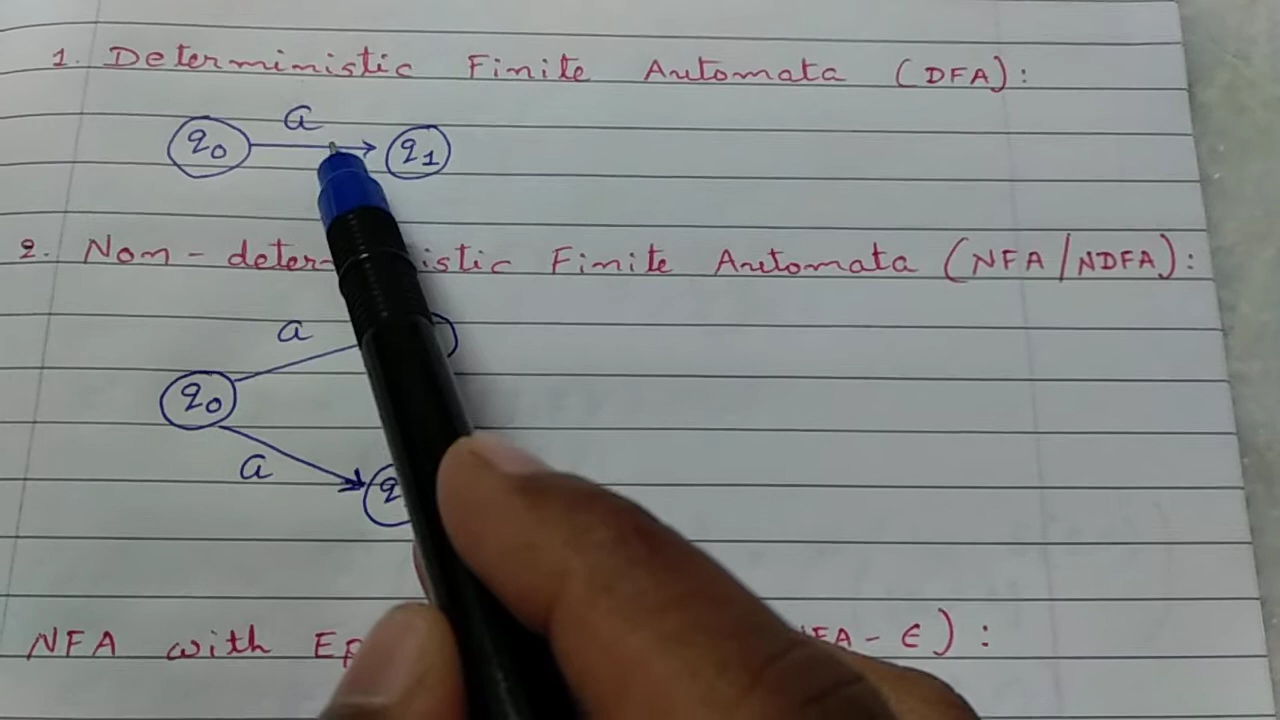 1. Deterministic Finite Automata (DFA):
a
q0 q1
2. Non-deter istic Finite Automata (NFA/NDFA):
a
q0
a
q
NFA with Ep FA - ϵ):